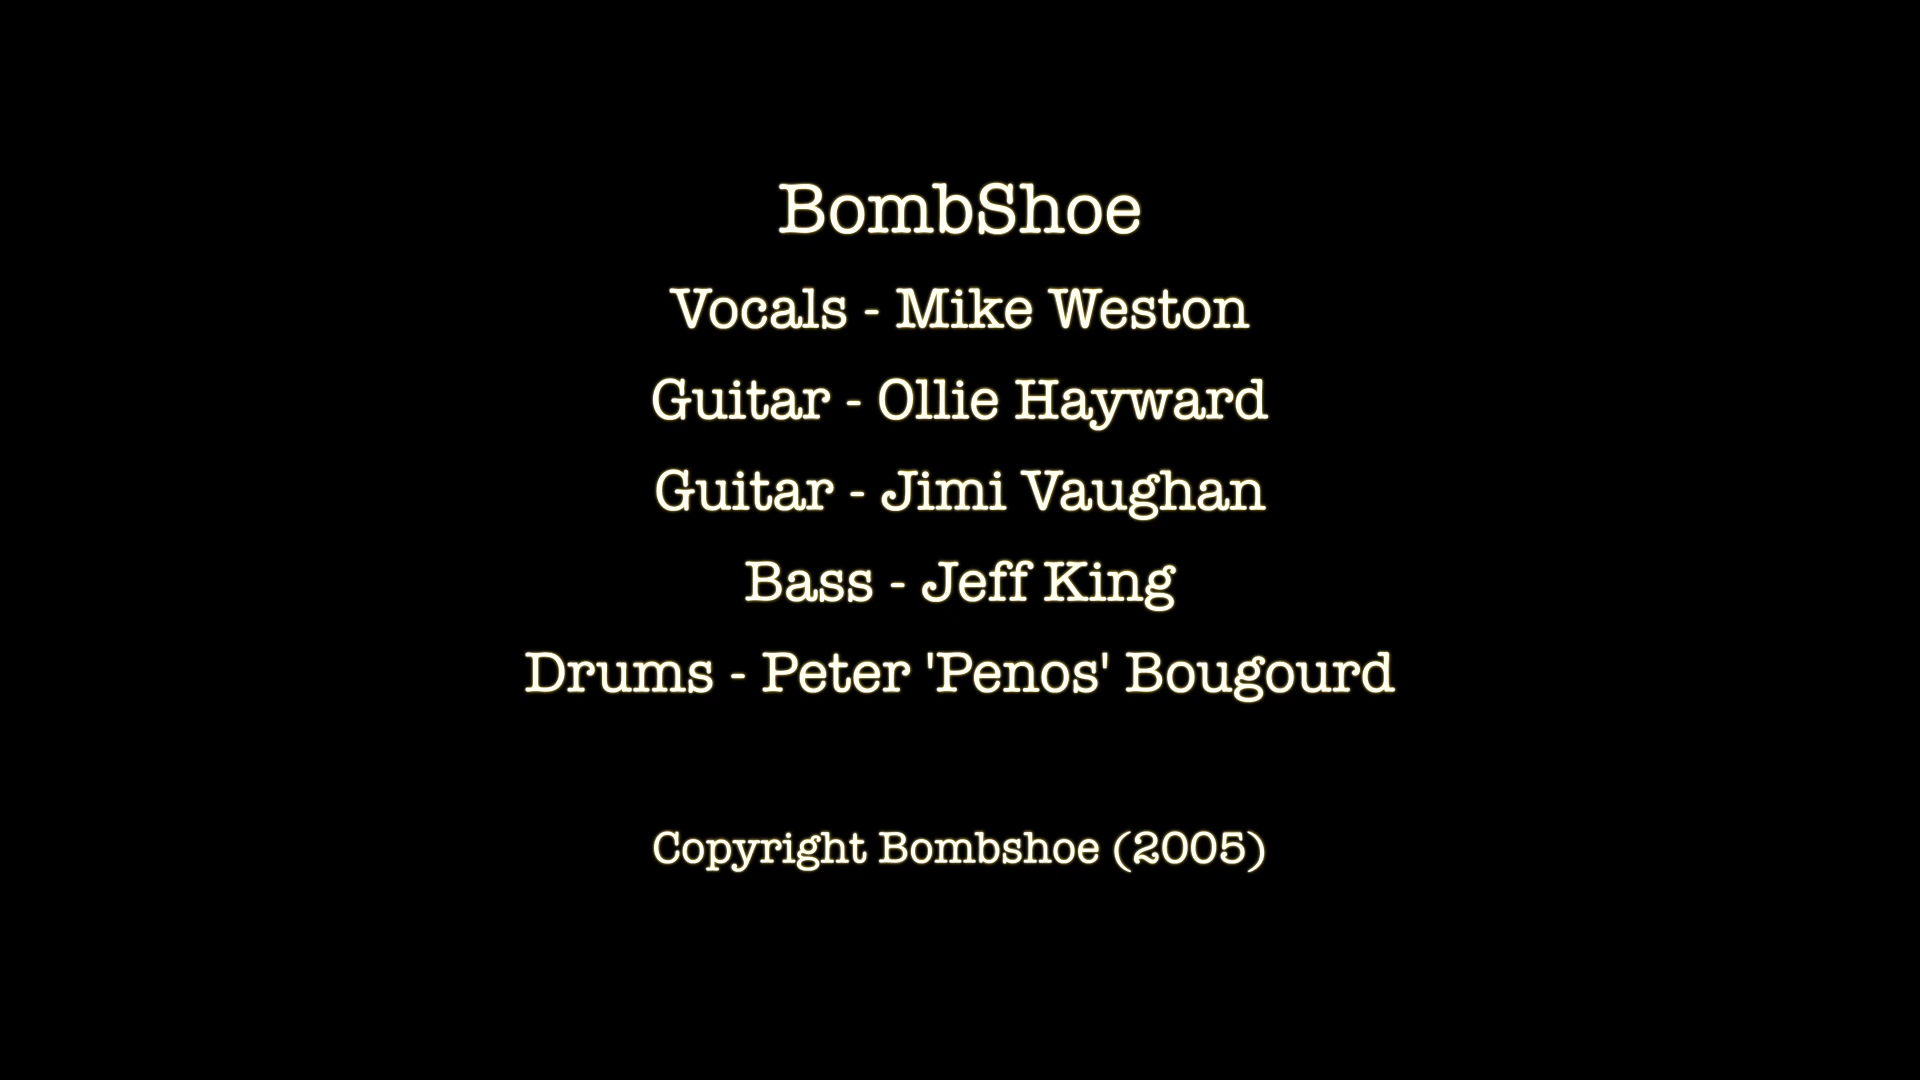 BombShoe
Vocals - Mike Weston
Guitar - Ollie Hayward
Guitar - Jimi Vaughan
Bass - Jeff King
Drums - Peter 'Penos' Bougourd
Copyright Bombshoe (2005)